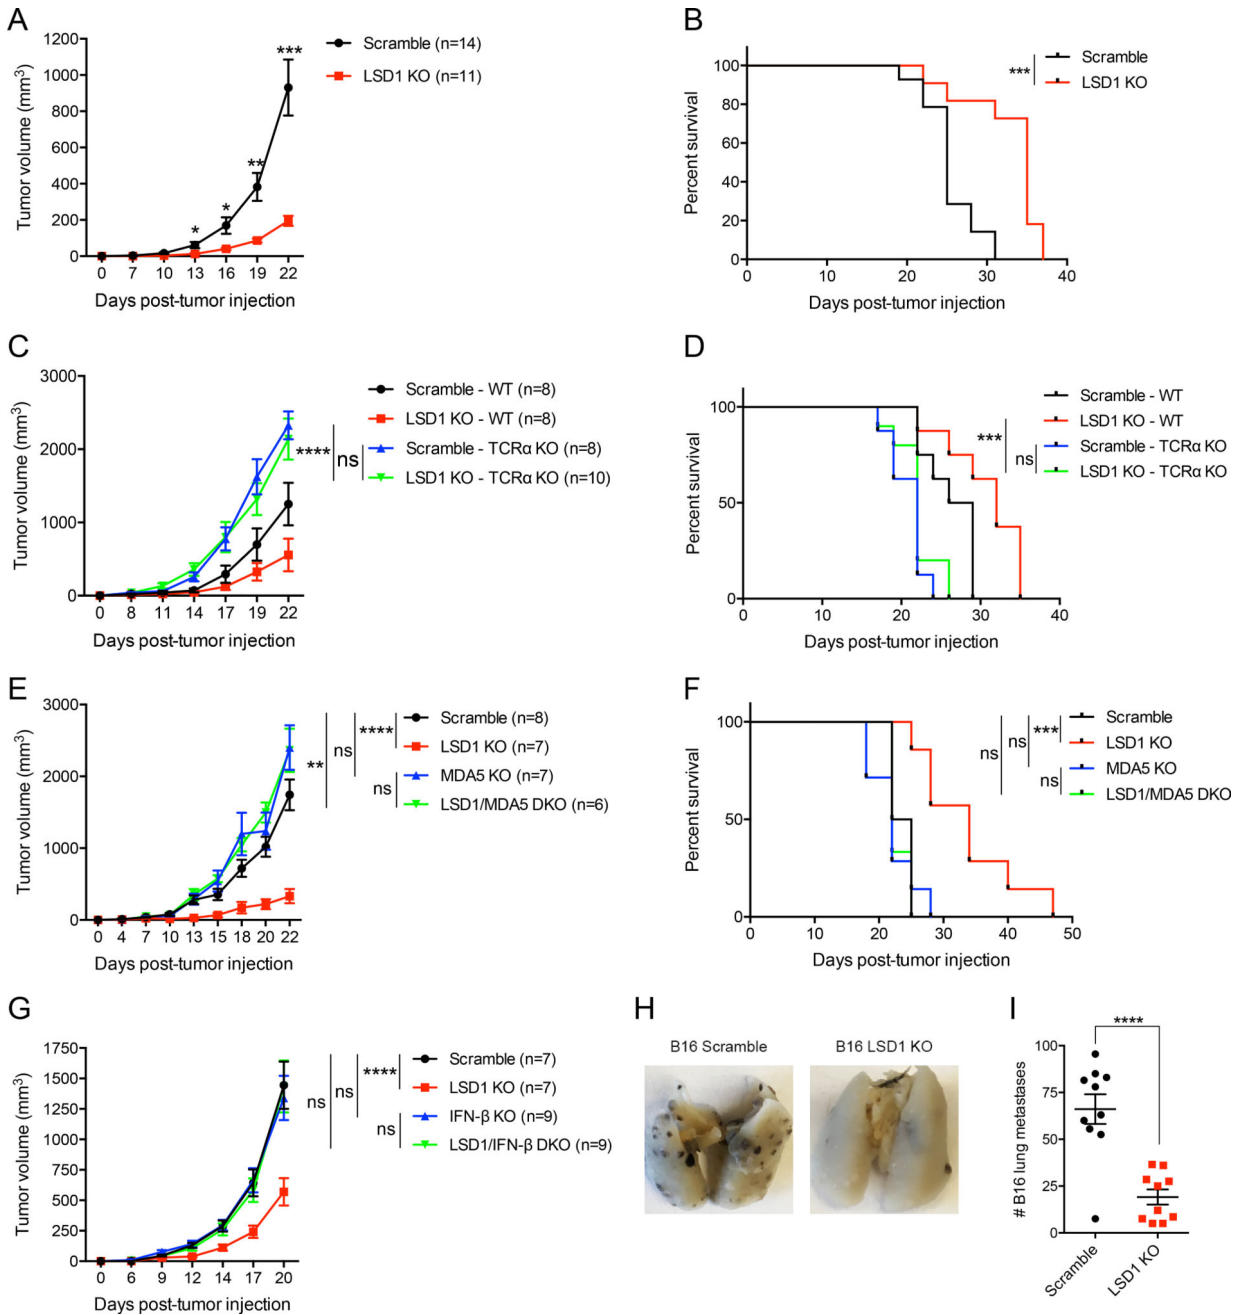 A
1200
1000
800
600
400
200
0
Tumor volume (mm³)
0 7 10 13 16 19 22
Days post-tumor injection
* * ** ***
Scramble (n=14)
LSD1 KO (n=11)
B
100
80
60
40
20
0
Percent survival
0 10 20 30 40
Days post-tumor injection
***
Scramble
LSD1 KO
C
3000
2000
1000
0
Tumor volume (mm³)
0 8 11 14 17 19 22
Days post-tumor injection
**** ns
Scramble - WT (n=8)
LSD1 KO - WT (n=8)
Scramble - TCRα KO (n=8)
LSD1 KO - TCRα KO (n=10)
D
100
50
0
Percent survival
0 10 20 30 40
Days post-tumor injection
*** ns
Scramble - WT
LSD1 KO - WT
Scramble - TCRα KO
LSD1 KO - TCRα KO
E
3000
2000
1000
0
Tumor volume (mm³)
0 4 7 10 13 15 18 20 22
Days post-tumor injection
** ns **** ns
Scramble (n=8)
LSD1 KO (n=7)
MDA5 KO (n=7)
LSD1/MDA5 DKO (n=6)
F
100
50
0
Percent survival
0 10 20 30 40 50
Days post-tumor injection
ns ns *** ns
Scramble
LSD1 KO
MDA5 KO
LSD1/MDA5 DKO
G
1750
1500
1250
1000
750
500
250
0
Tumor volume (mm³)
0 6 9 12 14 17 20
Days post-tumor injection
ns ns **** ns
Scramble (n=7)
LSD1 KO (n=7)
IFN-β KO (n=9)
LSD1/IFN-β DKO (n=9)
H
B16 Scramble B16 LSD1 KO
I
****
100
75
50
25
0
# B16 lung metastases
Scramble LSD1 KO